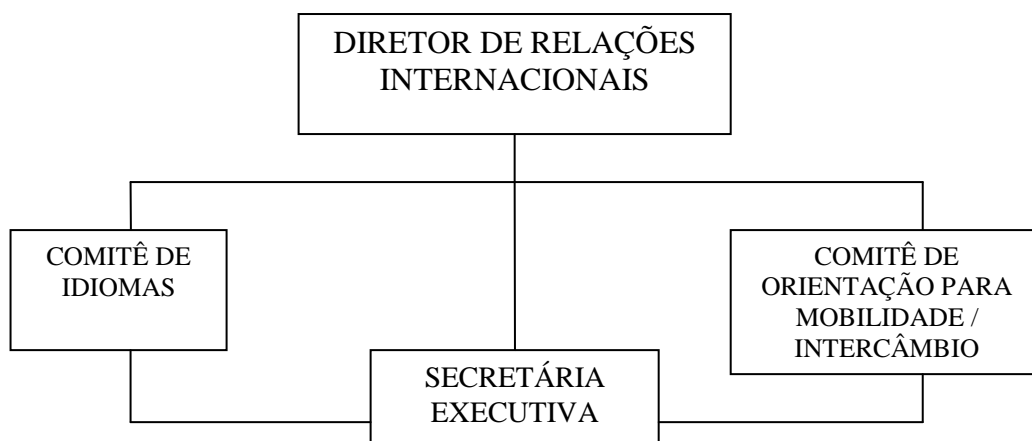 DIRETOR DE RELAÇÕES
INTERNACIONAIS
COMITÊ DE
IDIOMAS
COMITÊ DE
ORIENTAÇÃO PARA
MOBILIDADE /
INTERCÂMBIO
SECRETÁRIA
EXECUTIVA